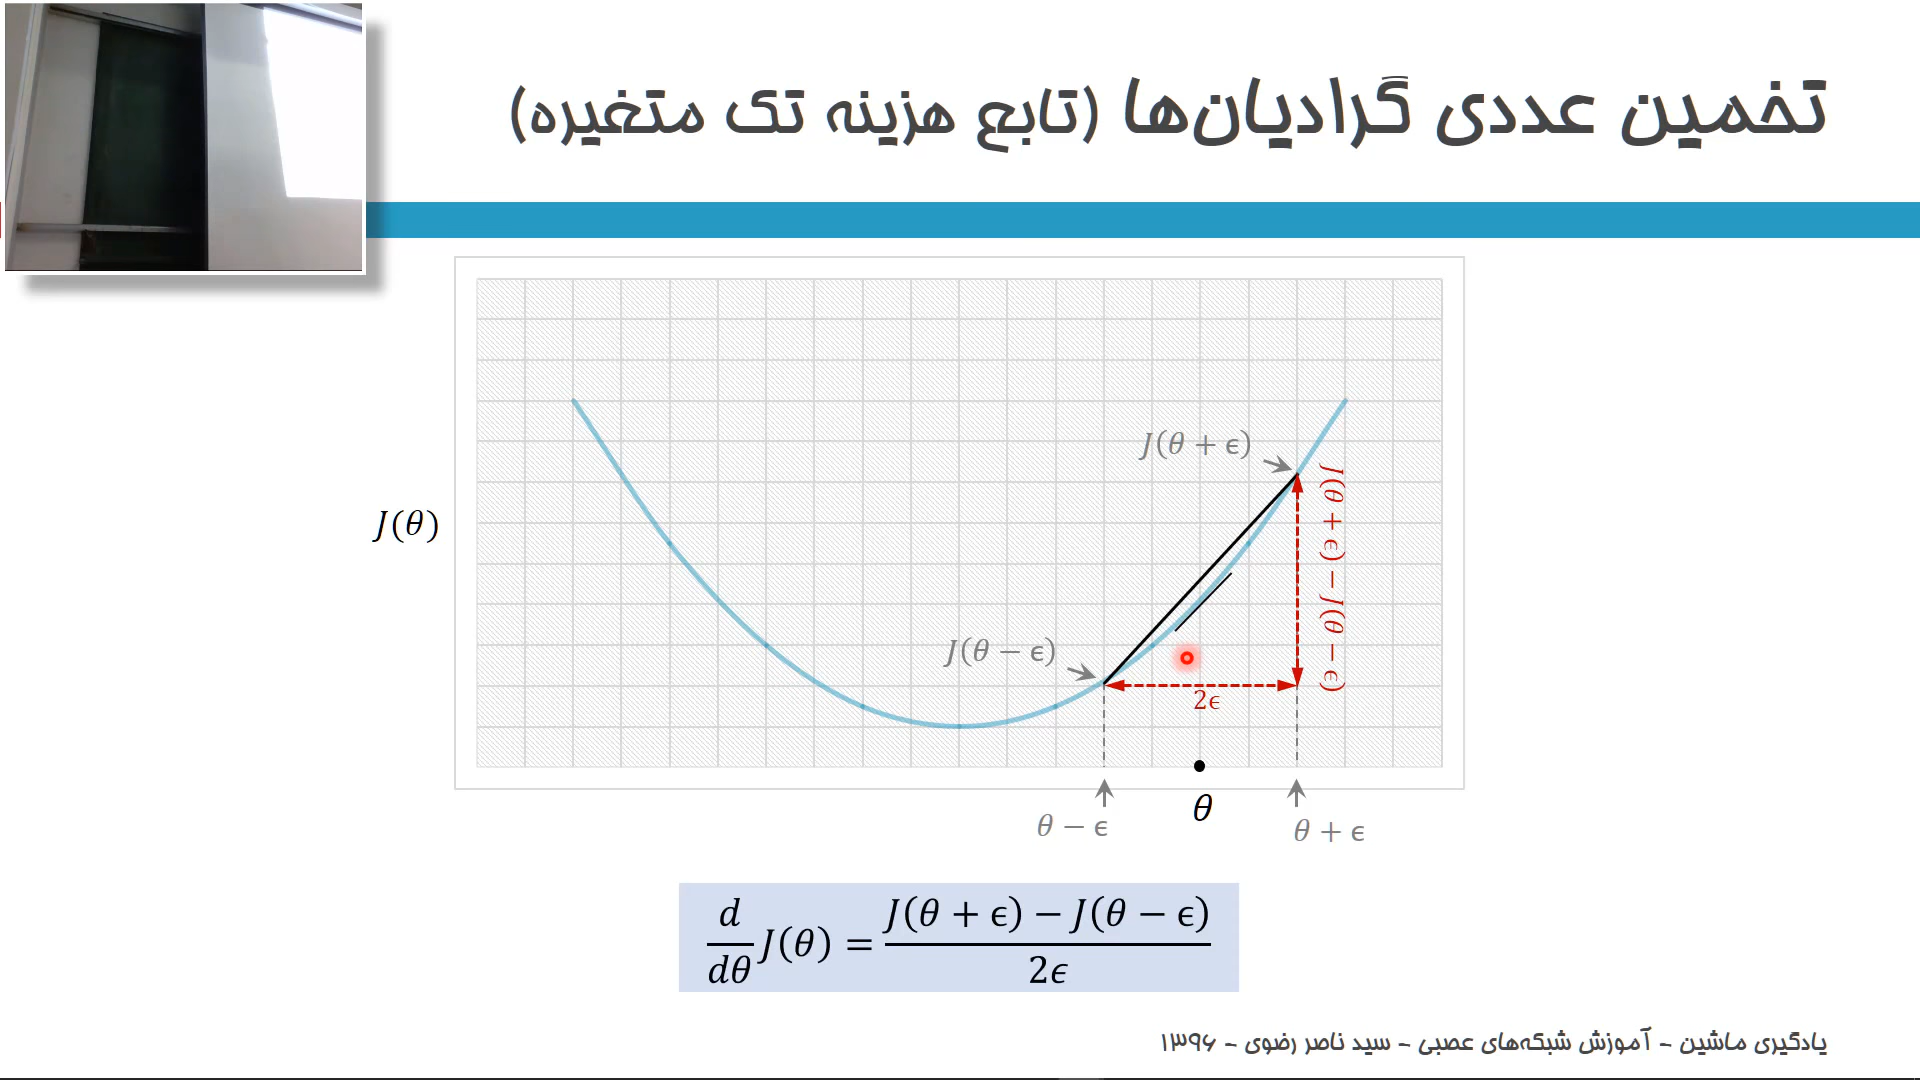 تخمین عددی گرادیان‌ها (تابع هزینه تک متغیره)
J(θ)
J(θ + ϵ)
J(θ + ϵ) − J(θ − ϵ)
J(θ − ϵ)
2ϵ
θ − ϵ
θ
θ + ϵ
d/dθ J(θ) = (J(θ + ϵ) − J(θ − ϵ))/2ϵ
یادگیری ماشین - آموزش شبکه‌های عصبی - سید ناصر رضوی - ۱۳۹۶